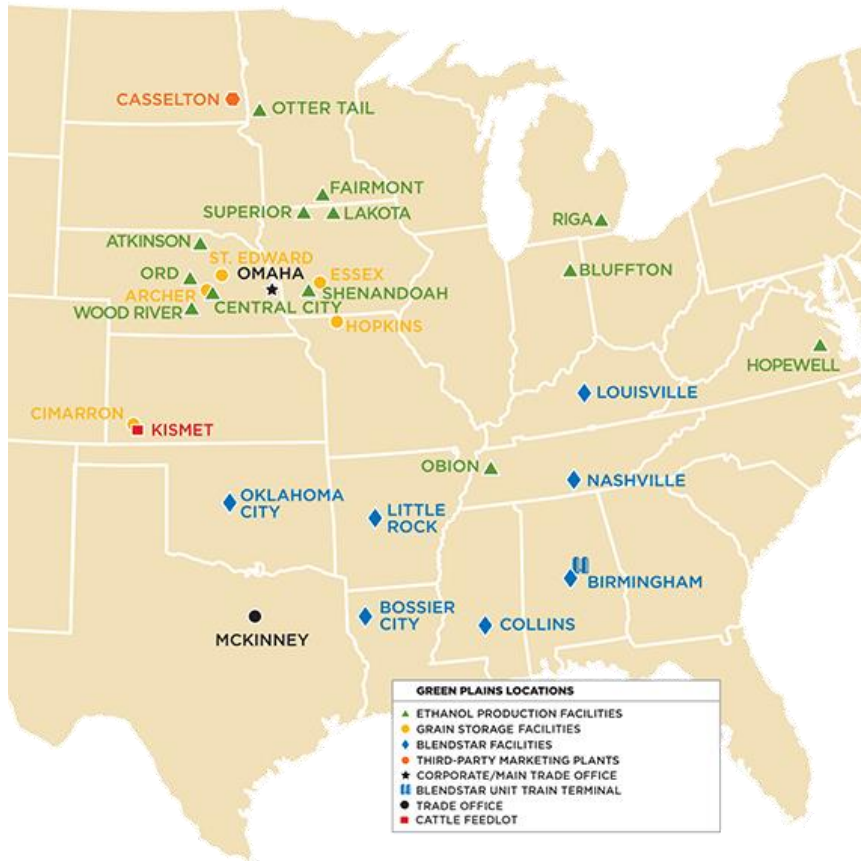 CASSELTON
OTTER TAIL
FAIRMONT
SUPERIOR
LAKOTA
RIGA
ATKINSON
ST. EDWARD
BLUFFTON
ORD
OMAHA
ESSEX
ARCHER
CENTRAL CITY
SHENANDOAH
WOOD RIVER
HOPKINS
HOPEWELL
LOUISVILLE
CIMARRON
KISMET
OBION
NASHVILLE
OKLAHOMA
CITY
LITTLE
ROCK
BIRMINGHAM
BOSSIER
CITY
COLLINS
MCKINNEY
GREEN PLAINS LOCATIONS
ETHANOL PRODUCTION FACILITIES
GRAIN STORAGE FACILITIES
BLENDSTAR FACILITIES
THIRD-PARTY MARKETING PLANTS
CORPORATE/MAIN TRADE OFFICE
BLENDSTAR UNIT TRAIN TERMINAL
TRADE OFFICE
CATTLE FEEDLOT